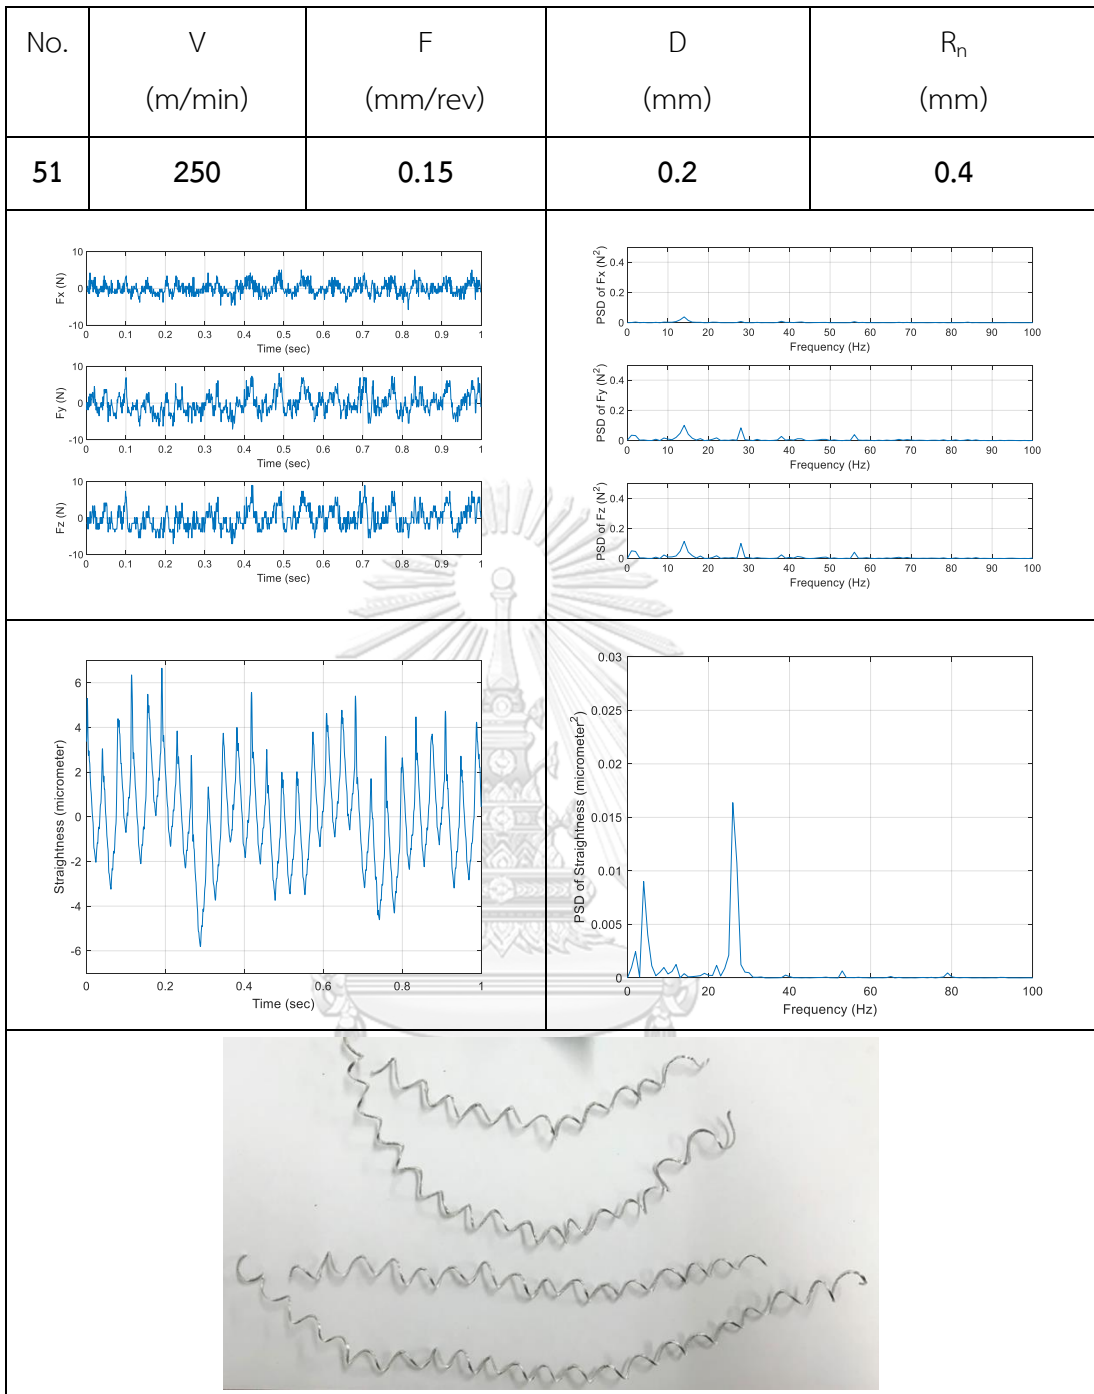 No. V F D Rn
(m/min) (mm/rev) (mm) (mm)
51 250 0.15 0.2 0.4
10
0
-10
Fx (N)
0 0.1 0.2 0.3 0.4 0.5 0.6 0.7 0.8 0.9 1
Time (sec)
10
0
-10
Fy (N)
0 0.1 0.2 0.3 0.4 0.5 0.6 0.7 0.8 0.9 1
Time (sec)
10
0
-10
Fz (N)
0 0.1 0.2 0.3 0.4 0.5 0.6 0.7 0.8 0.9 1
Time (sec)
PSD of Fx (N²)
0.4
0.2
0
0 10 20 30 40 50 60 70 80 90 100
Frequency (Hz)
PSD of Fy (N²)
0.4
0.2
0
0 10 20 30 40 50 60 70 80 90 100
Frequency (Hz)
PSD of Fz (N²)
0.4
0.2
0
0 10 20 30 40 50 60 70 80 90 100
Frequency (Hz)
Straightness (micrometer)
6
4
2
0
-2
-4
-6
0 0.2 0.4 0.6 0.8 1
Time (sec)
PSD of Straightness (micrometer²)
0.03
0.025
0.02
0.015
0.01
0.005
0
0 20 40 60 80 100
Frequency (Hz)